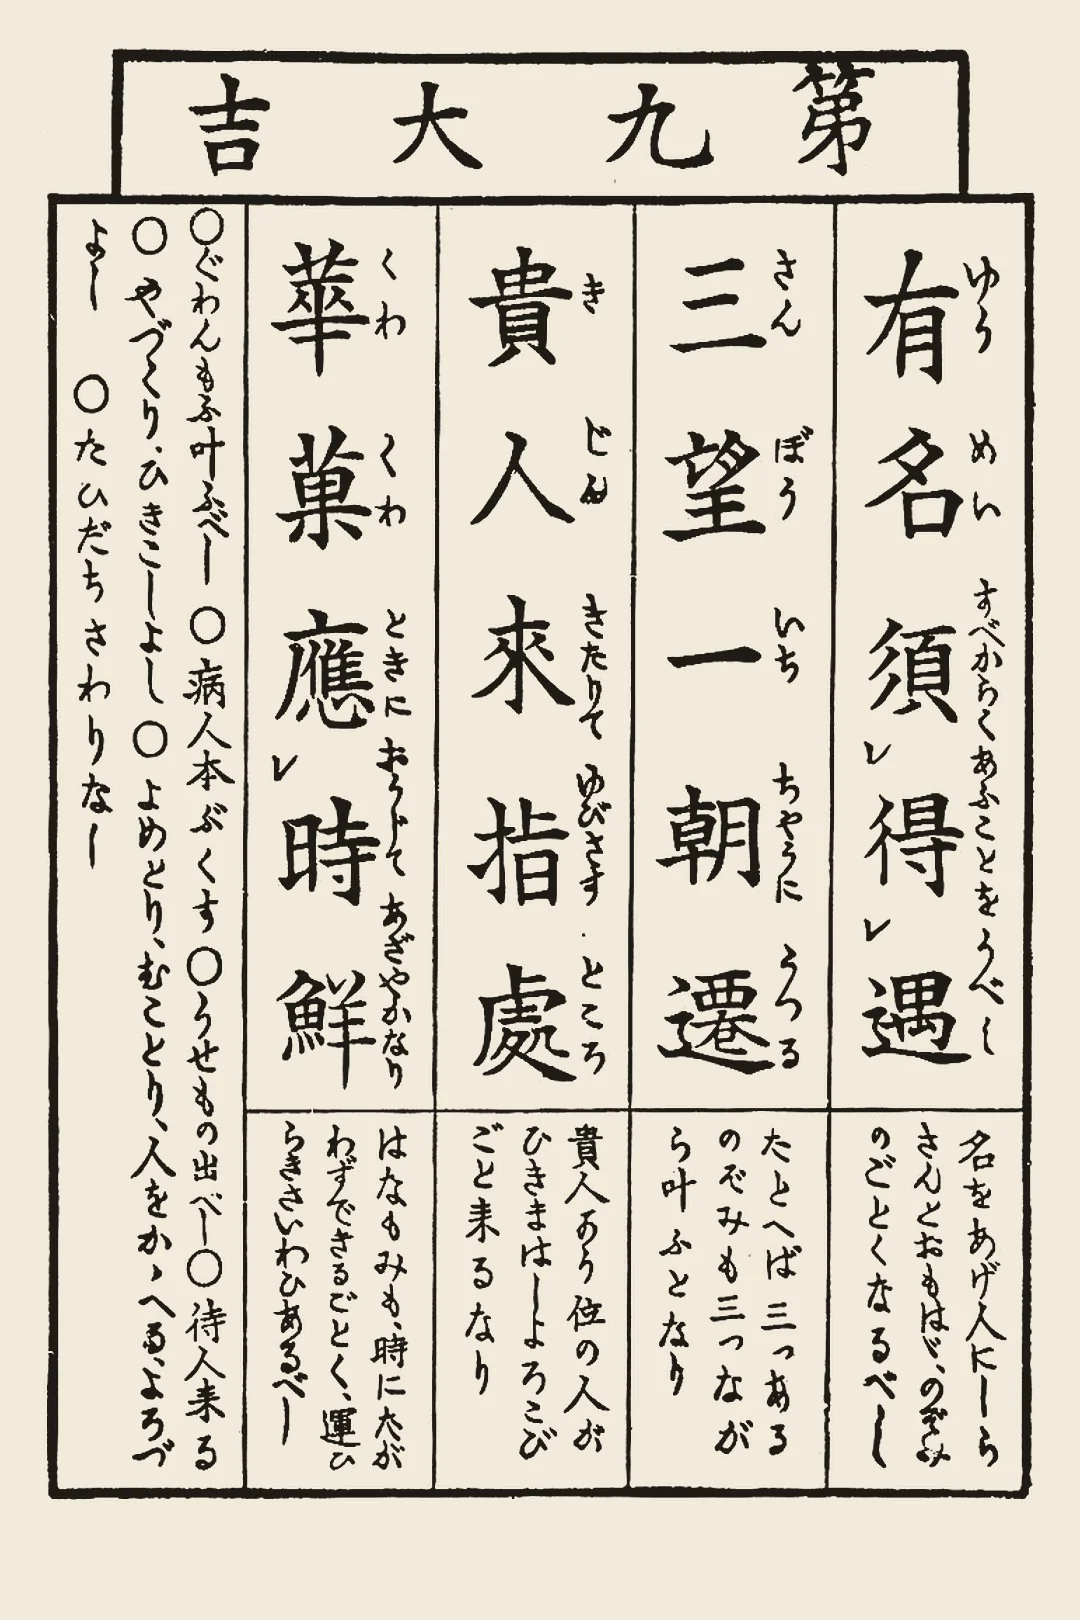 第九大吉
有名須㆑得㆑遇
ゆう めい すべからくあふことをうべし
三望一朝遷
さん ぼう いち ちやうに うつる
貴人來指處
き じん きたりて ゆびさす ところ
華菓應㆑時鮮
くわ くわ ときに おうじて あざやかなり
名をあげ人にしら
さんとおもはゞ、のぞみ
のごとくなるべし
たとへば三つある
のぞみも三つなが
ら叶ふとなり
貴人あり位の人が
ひきまはしよろこび
ごと来るなり
はなもみも、時にたが
わずできるごとく、運ひ
らきさいわひあるべし
〇ぐわんもふ叶ふべし 〇病人本ぶくす 〇うせもの出べし 〇待人来る
〇やづくり、ひきこしよし 〇よめとり、むことり、人をかゝへる、よろづ
よし 〇たひだちさわりなし